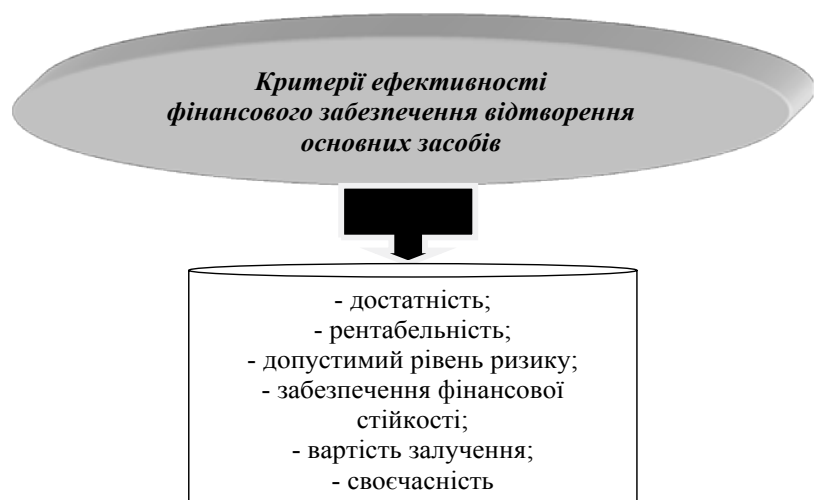 Критерії ефективності
фінансового забезпечення відтворення
основних засобів
- достатність;
- рентабельність;
- допустимий рівень ризику;
- забезпечення фінансової
стійкості;
- вартість залучення;
- своєчасність